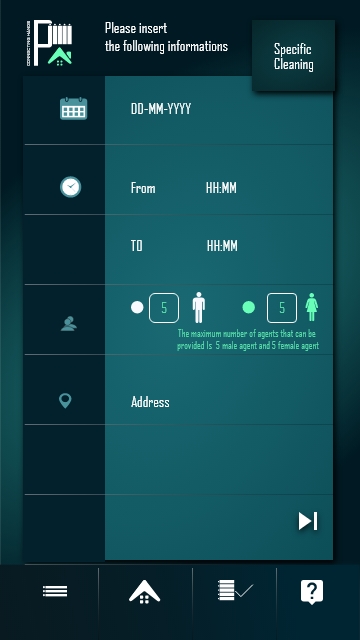 Please insert
the following informations
Specific
Cleaning
DD-MM-YYYY
From HH:MM
TO HH:MM
5 5
The maximum number of agents that can be
provided Is 5 male agent and 5 female agent
Address
?